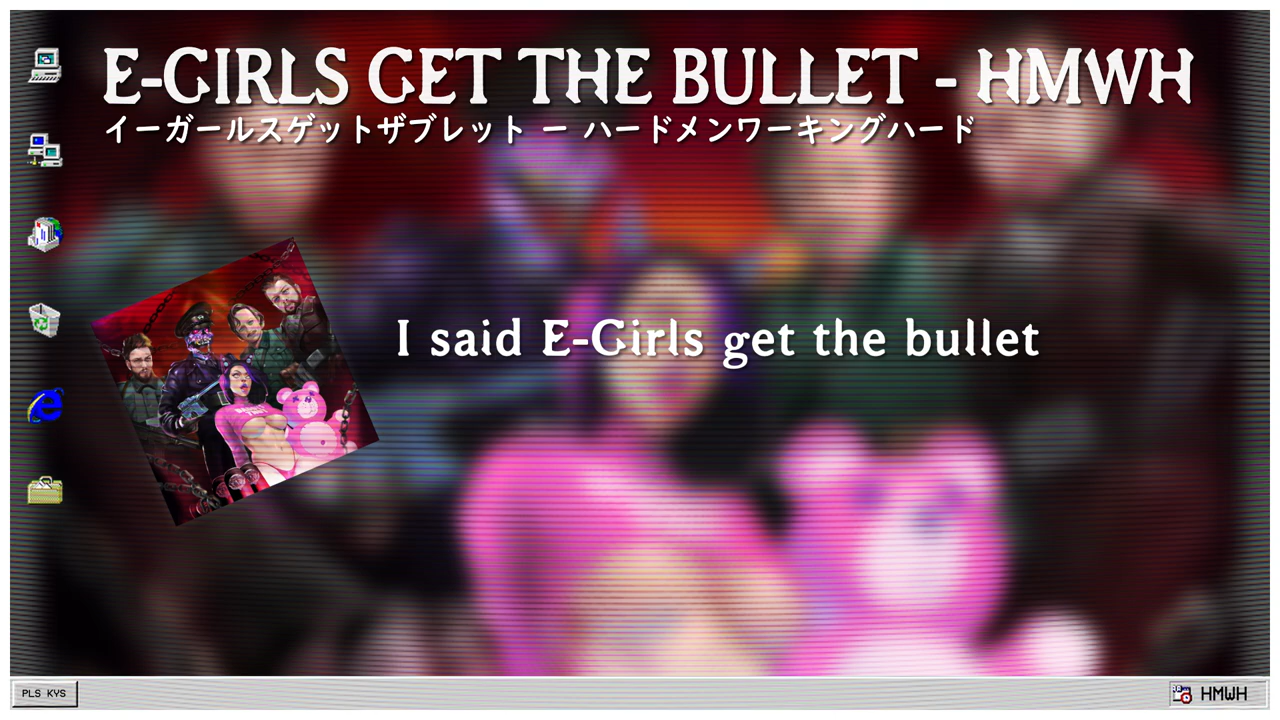 E-GIRLS GET THE BULLET - HMWH
イーガールスゲットザブレット ー ハードメンワーキングハード
I said E-Girls get the bullet
PLS KYS
HMWH